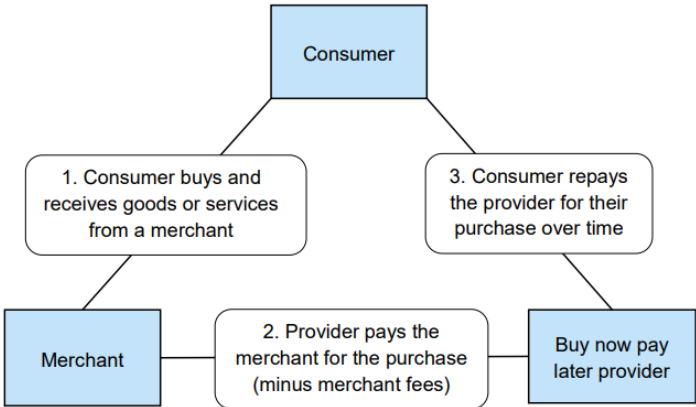 Consumer
1. Consumer buys and
receives goods or services
from a merchant
3. Consumer repays
the provider for their
purchase over time
Merchant
2. Provider pays the
merchant for the purchase
(minus merchant fees)
Buy now pay
later provider